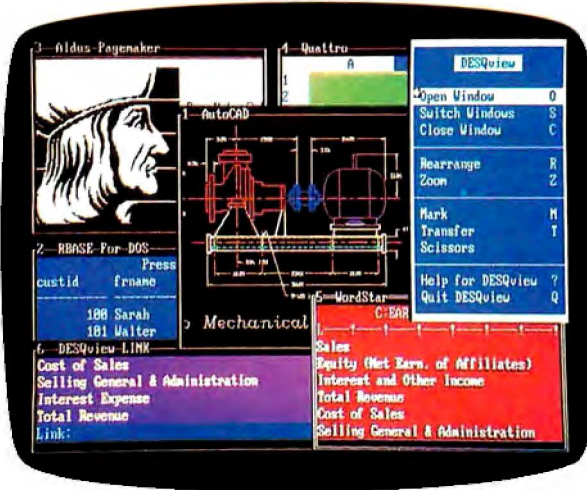 3 Aldus-Pagemaker
4 Quattro
A
1
2
1 AutoCAD
Mechanical
2 RBASE-For-DOS
Press
custid frname
100 Sarah
101 Walter
5 WordStar
C:EAR
Sales
Equity (Net Earn. of Affiliates)
Interest and Other Income
Total Revenue
Cost of Sales
Selling General & Administration
6 DESQview-LINK
Cost of Sales
Selling General & Administration
Interest Expense
Total Revenue
Link:
DESQview
Open Window O
Switch Windows S
Close Window C
Rearrange R
Zoom Z
Mark M
Transfer T
Scissors
Help for DESQview ?
Quit DESQview Q